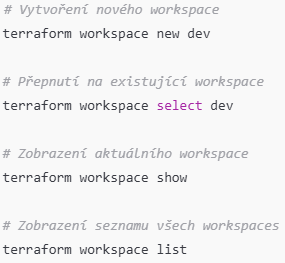 # Vytvoření nového workspace
terraform workspace new dev
# Přepnutí na existující workspace
terraform workspace select dev
# Zobrazení aktuálního workspace
terraform workspace show
# Zobrazení seznamu všech workspaces
terraform workspace list